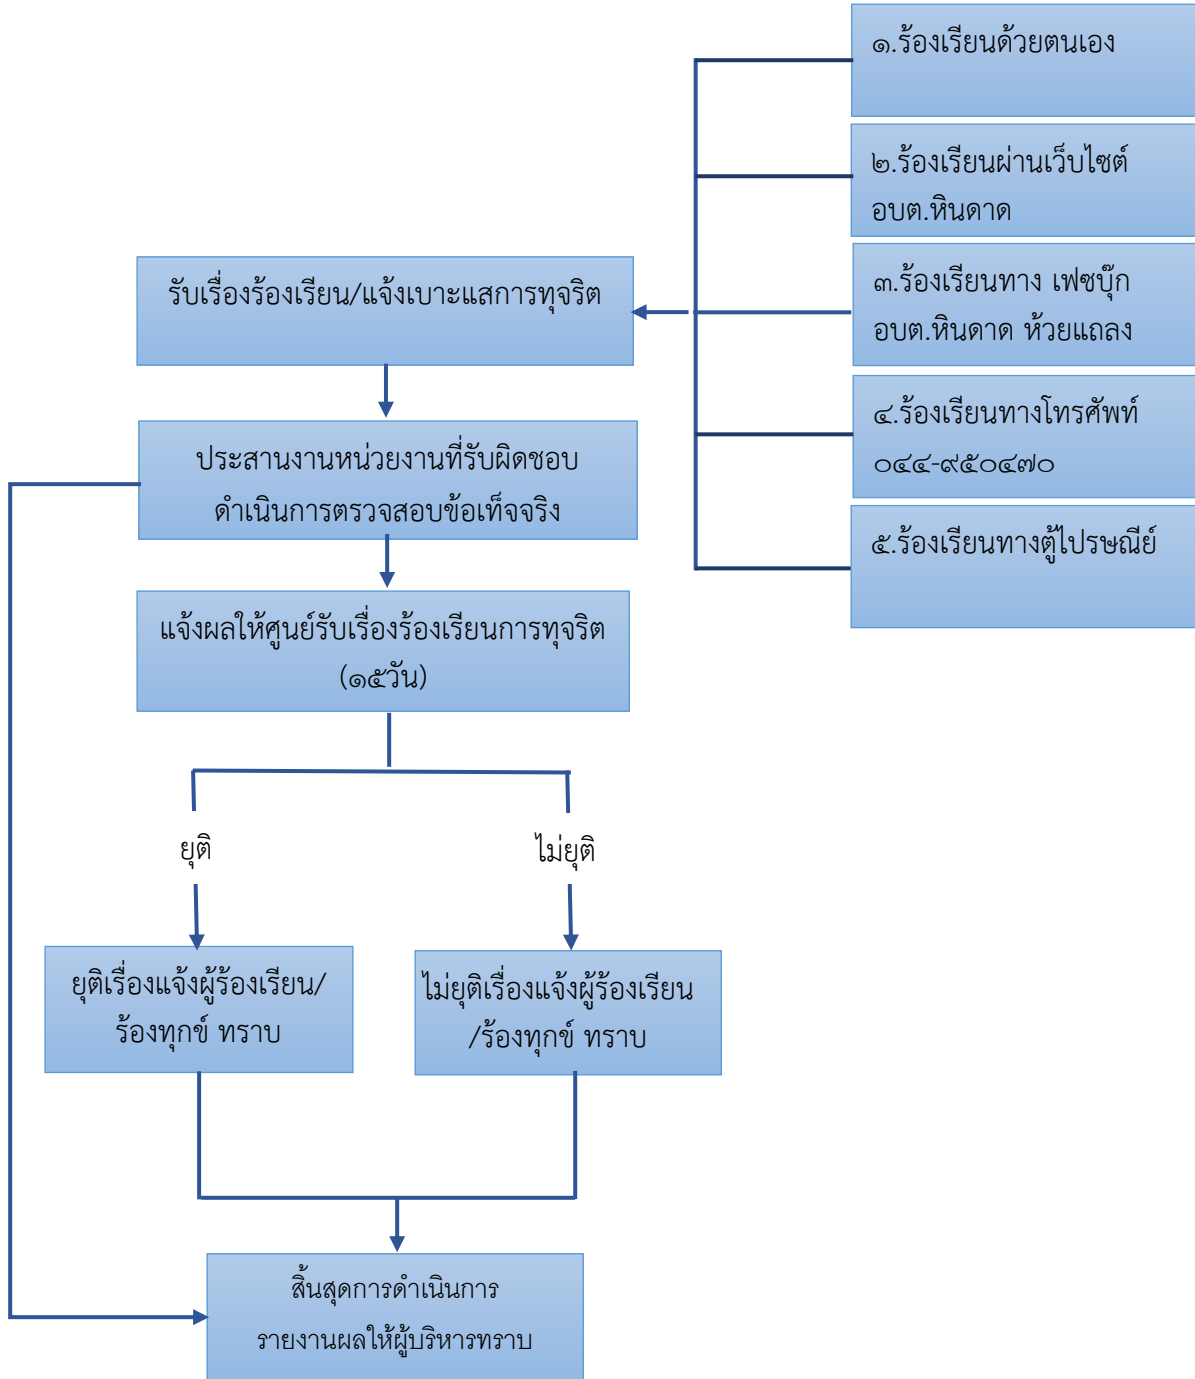 ๑.ร้องเรียนด้วยตนเอง
๒.ร้องเรียนผ่านเว็บไซต์
อบต.หินดาด
๓.ร้องเรียนทาง เฟซบุ๊ก
อบต.หินดาด ห้วยแถลง
๔.ร้องเรียนทางโทรศัพท์
๐๔๔-๙๕๐๔๗๐
๕.ร้องเรียนทางตู้ไปรษณีย์
รับเรื่องร้องเรียน/แจ้งเบาะแสการทุจริต
ประสานงานหน่วยงานที่รับผิดชอบ
ดำเนินการตรวจสอบข้อเท็จจริง
แจ้งผลให้ศูนย์รับเรื่องร้องเรียนการทุจริต
(๑๕วัน)
ยุติ
ไม่ยุติ
ยุติเรื่องแจ้งผู้ร้องเรียน/
ร้องทุกข์ ทราบ
ไม่ยุติเรื่องแจ้งผู้ร้องเรียน
/ร้องทุกข์ ทราบ
สิ้นสุดการดำเนินการ
รายงานผลให้ผู้บริหารทราบ